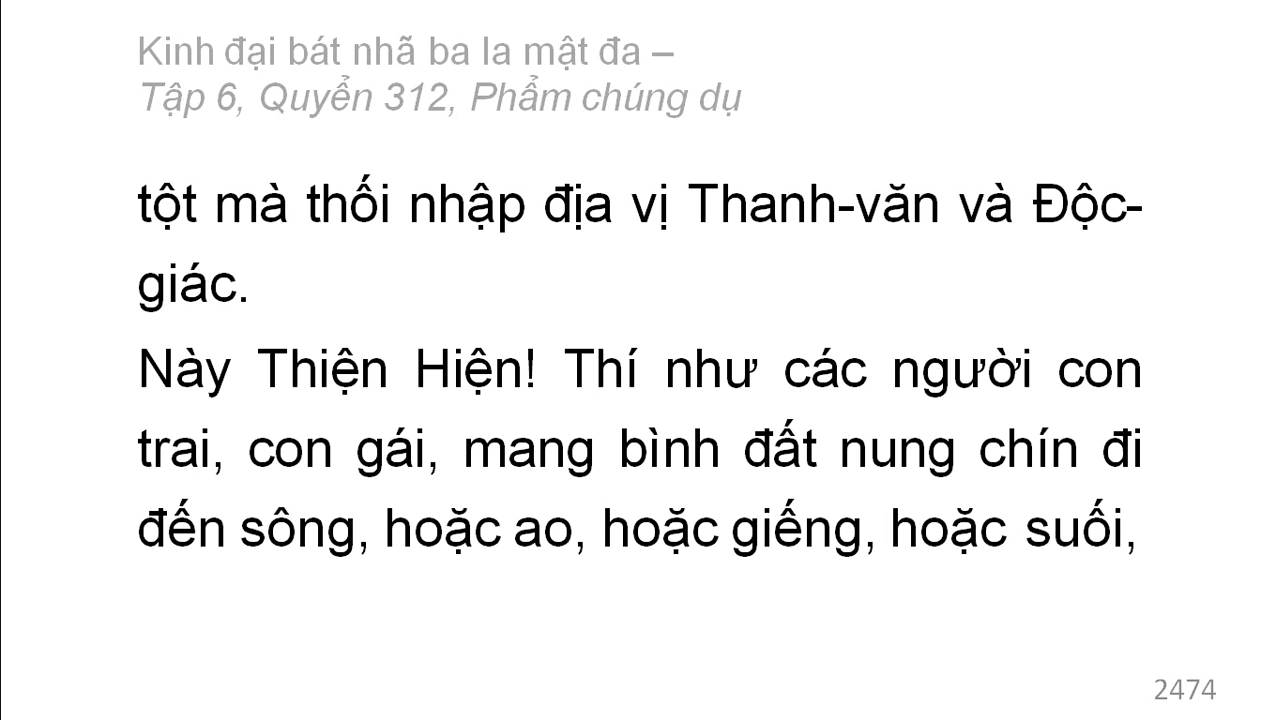 Kinh đại bát nhã ba la mật đa –
Tập 6, Quyển 312, Phẩm chúng dụ
tột mà thối nhập địa vị Thanh-văn và Độc-
giác.
Này Thiện Hiện! Thí như các người con
trai, con gái, mang bình đất nung chín đi
đến sông, hoặc ao, hoặc giếng, hoặc suối,
2474